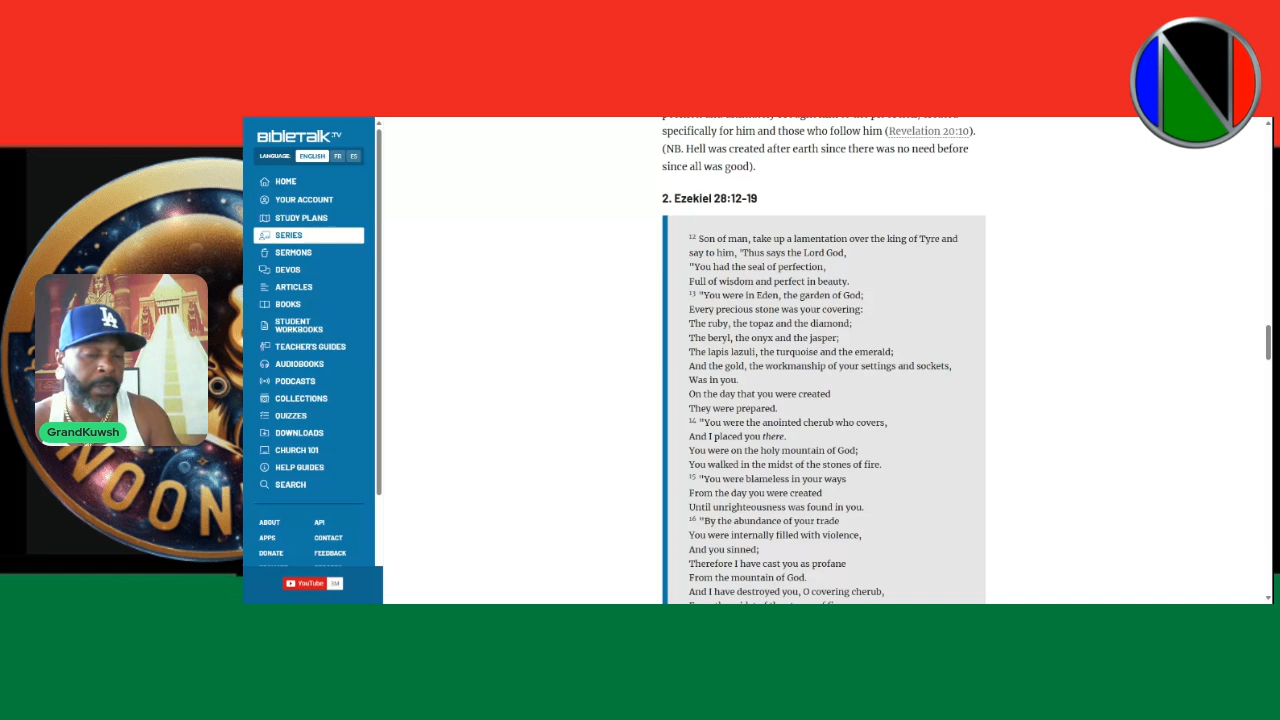 BIBLETALK.TV
LANGUAGE: ENGLISH FR ES
HOME
YOUR ACCOUNT
STUDY PLANS
SERIES
SERMONS
DEVOS
ARTICLES
BOOKS
STUDENT
WORKBOOKS
TEACHER'S GUIDES
AUDIOBOOKS
PODCASTS
COLLECTIONS
QUIZZES
DOWNLOADS
CHURCH 101
HELP GUIDES
SEARCH
ABOUT API
APPS CONTACT
DONATE FEEDBACK
YouTube 1M
specifically for him and those who follow him (Revelation 20:10).
(NB. Hell was created after earth since there was no need before
since all was good).
2. Ezekiel 28:12-19
12 Son of man, take up a lamentation over the king of Tyre and
say to him, 'Thus says the Lord God,
"You had the seal of perfection,
Full of wisdom and perfect in beauty.
13 "You were in Eden, the garden of God;
Every precious stone was your covering:
The ruby, the topaz and the diamond;
The beryl, the onyx and the jasper;
The lapis lazuli, the turquoise and the emerald;
And the gold, the workmanship of your settings and sockets,
Was in you.
On the day that you were created
They were prepared.
14 "You were the anointed cherub who covers,
And I placed you there.
You were on the holy mountain of God;
You walked in the midst of the stones of fire.
15 "You were blameless in your ways
From the day you were created
Until unrighteousness was found in you.
16 "By the abundance of your trade
You were internally filled with violence,
And you sinned;
Therefore I have cast you as profane
From the mountain of God.
And I have destroyed you, O covering cherub,
GrandKuwsh
LA
NOON
N